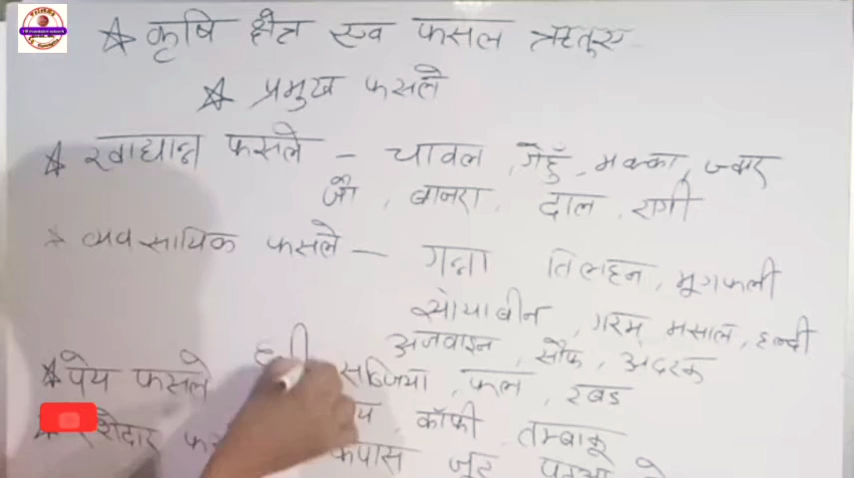 कृषि क्षेत्र एव फसल ऋतुए
प्रमुख फसले
खाद्यान्न फसले - चावल, गेहुँ, मक्का, ज्वार
जौ, बाजरा, दाल, रागी
व्यवसायिक फसले - गन्ना तिलहन, मूगफली
सोयाबीन, गरम मसाल, हल्दी
अजवाइन, सौफ, अदरक
सब्जिया, फल, रबड
पेय फसले कॉफी, तम्बाकू
कपास जूट